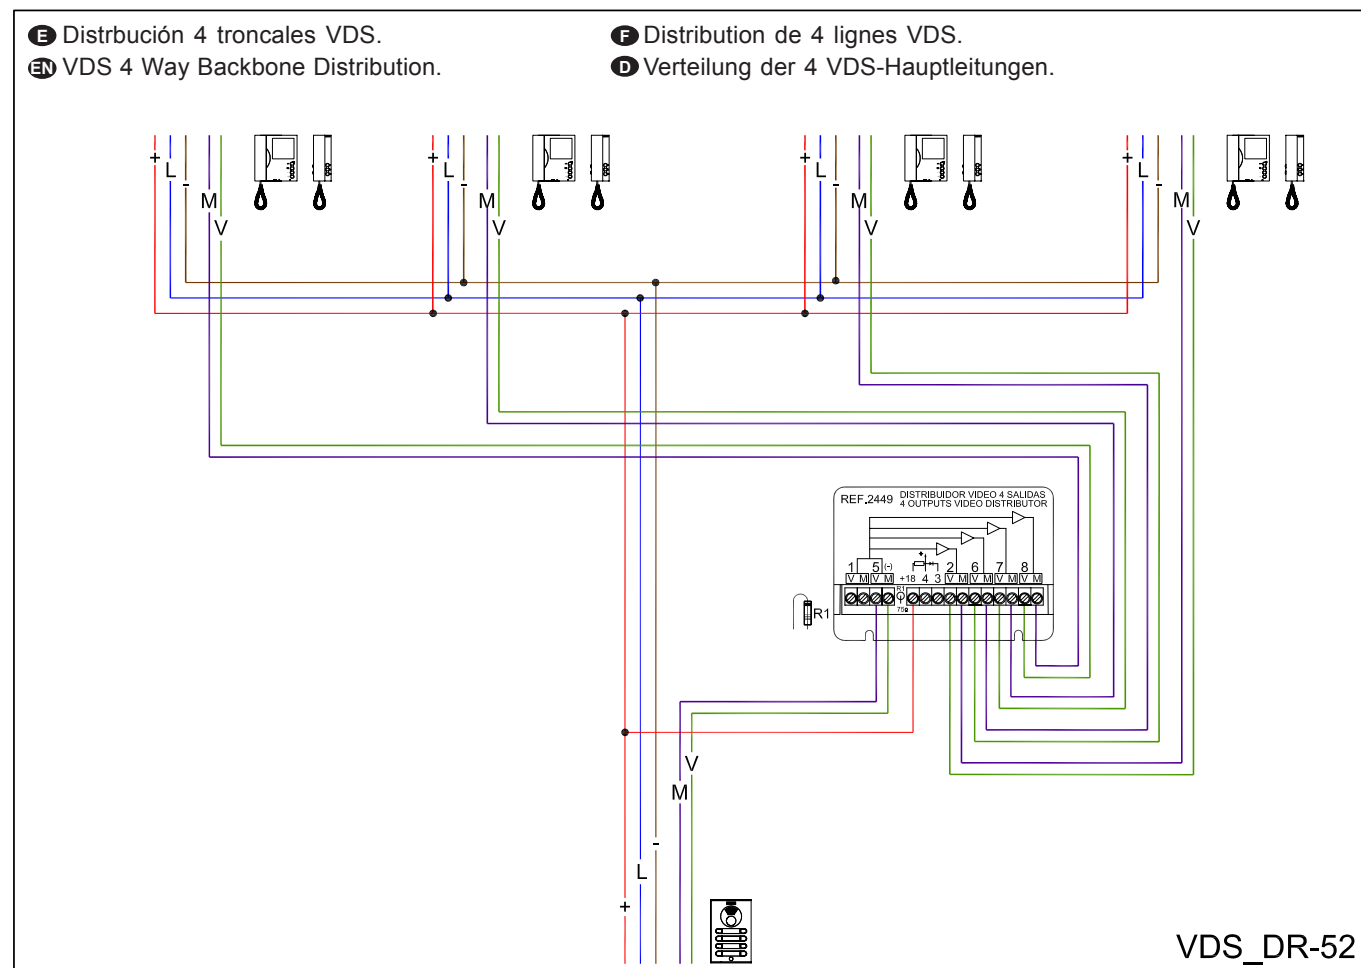 E Distrbución 4 troncales VDS.
F Distribution de 4 lignes VDS.
EN VDS 4 Way Backbone Distribution.
D Verteilung der 4 VDS-Hauptleitungen.
+ L - M V
+ L - M V
+ L - M V
+ L - M V
REF.2449 DISTRIBUIDOR VIDEO 4 SALIDAS
4 OUTPUTS VIDEO DISTRIBUTOR
+
1 5 (-) +18 4 3 2 6 7 8
V M V M V M V M V M V M
R1
75Ω
R1
V
M
-
L
+
VDS_DR-52